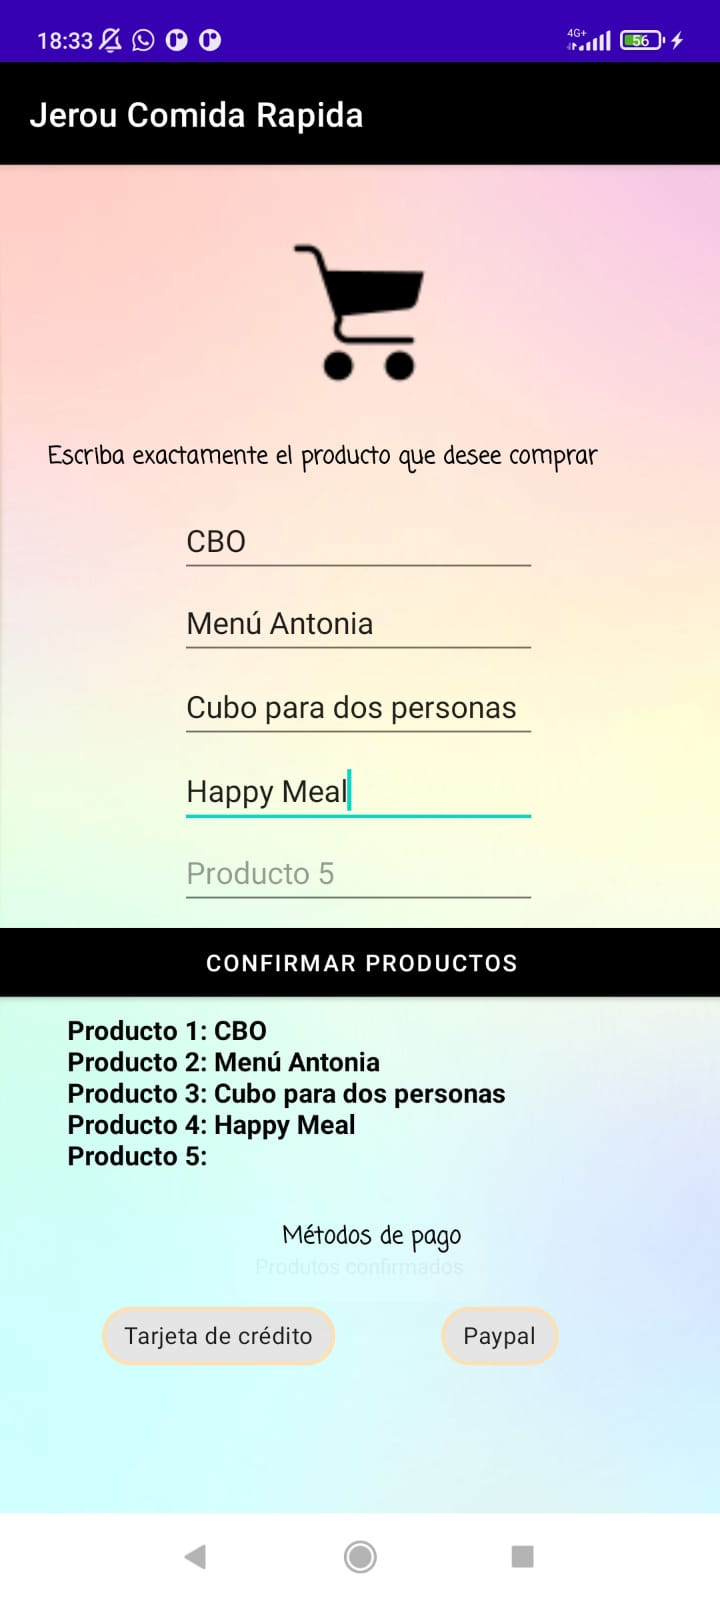 18:33
4G+
56
Jerou Comida Rapida
Escriba exactamente el producto que desee comprar
CBO
Menú Antonia
Cubo para dos personas
Happy Meal
Producto 5
CONFIRMAR PRODUCTOS
Producto 1: CBO
Producto 2: Menú Antonia
Producto 3: Cubo para dos personas
Producto 4: Happy Meal
Producto 5:
Métodos de pago
Produtos confirmados
Tarjeta de crédito
Paypal